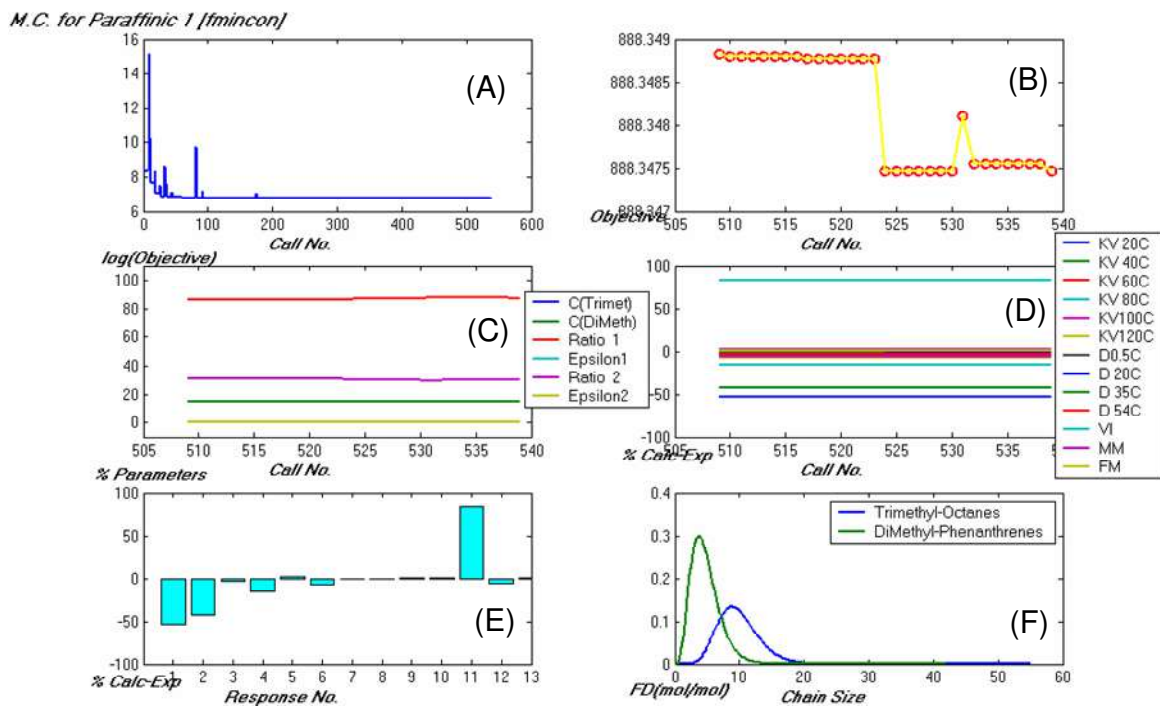 M.C. for Paraffinic 1 [fmincon]
16
14
12
10
8
6
0 100 200 300 400 500 600
(A)
Call No.
log(Objective)
888.349
888.3485
888.348
888.3475
888.347
505 510 515 520 525 530 535 540
(B)
Objective
Call No.
100
80
60
40
20
0
505 510 515 520 525 530 535 540
(C)
C(Trimet)
C(DiMeth)
Ratio 1
Epsilon1
Ratio 2
Epsilon2
% Parameters
Call No.
100
50
0
-50
-100
505 510 515 520 525 530 535 540
(D)
KV 20C
KV 40C
KV 60C
KV 80C
KV100C
KV120C
D0.5C
D 20C
D 35C
D 54C
VI
MM
FM
% Calc-Exp
Call No.
100
50
0
-50
-100
1 2 3 4 5 6 7 8 9 10 11 12 13
(E)
% Calc-Exp
Response No.
0.4
0.3
0.2
0.1
0
0 10 20 30 40 50 60
Trimethyl-Octanes
DiMethyl-Phenanthrenes
(F)
FD(mol/mol)
Chain Size